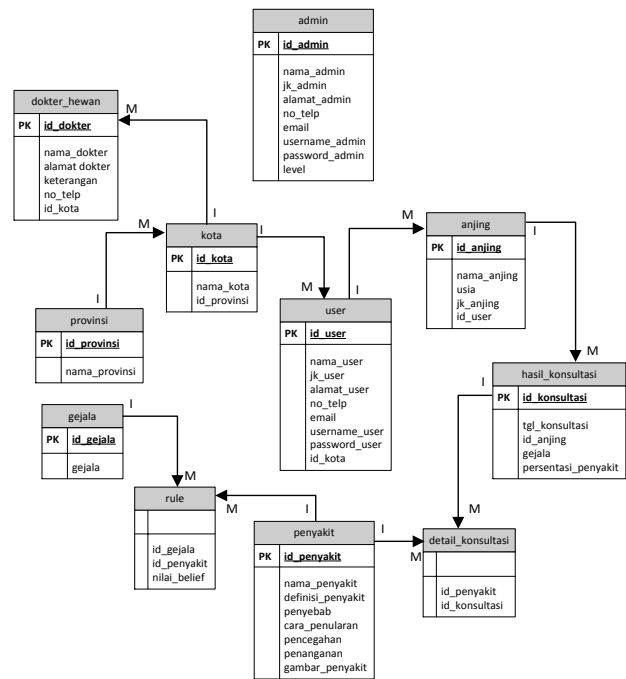 admin
PK id_admin
nama_admin
jk_admin
alamat_admin
no_telp
email
username_admin
password_admin
level
dokter_hewan
PK id_dokter
nama_dokter
alamat dokter
keterangan
no_telp
id_kota
M
I
M
I
kota
PK id_kota
nama_kota
id_provinsi
I
M
provinsi
PK id_provinsi
nama_provinsi
user
PK id_user
nama_user
jk_user
alamat_user
no_telp
email
username_user
password_user
id_kota
I
M
anjing
PK id_anjing
nama_anjing
usia
jk_anjing
id_user
I
M
hasil_konsultasi
PK id_konsultasi
tgl_konsultasi
id_anjing
gejala
persentasi_penyakit
I
M
gejala
PK id_gejala
gejala
I
M
rule
id_gejala
id_penyakit
nilai_belief
M
I
penyakit
PK id_penyakit
nama_penyakit
definisi_penyakit
penyebab
cara_penularan
pencegahan
penanganan
gambar_penyakit
I
M
detail_konsultasi
id_penyakit
id_konsultasi